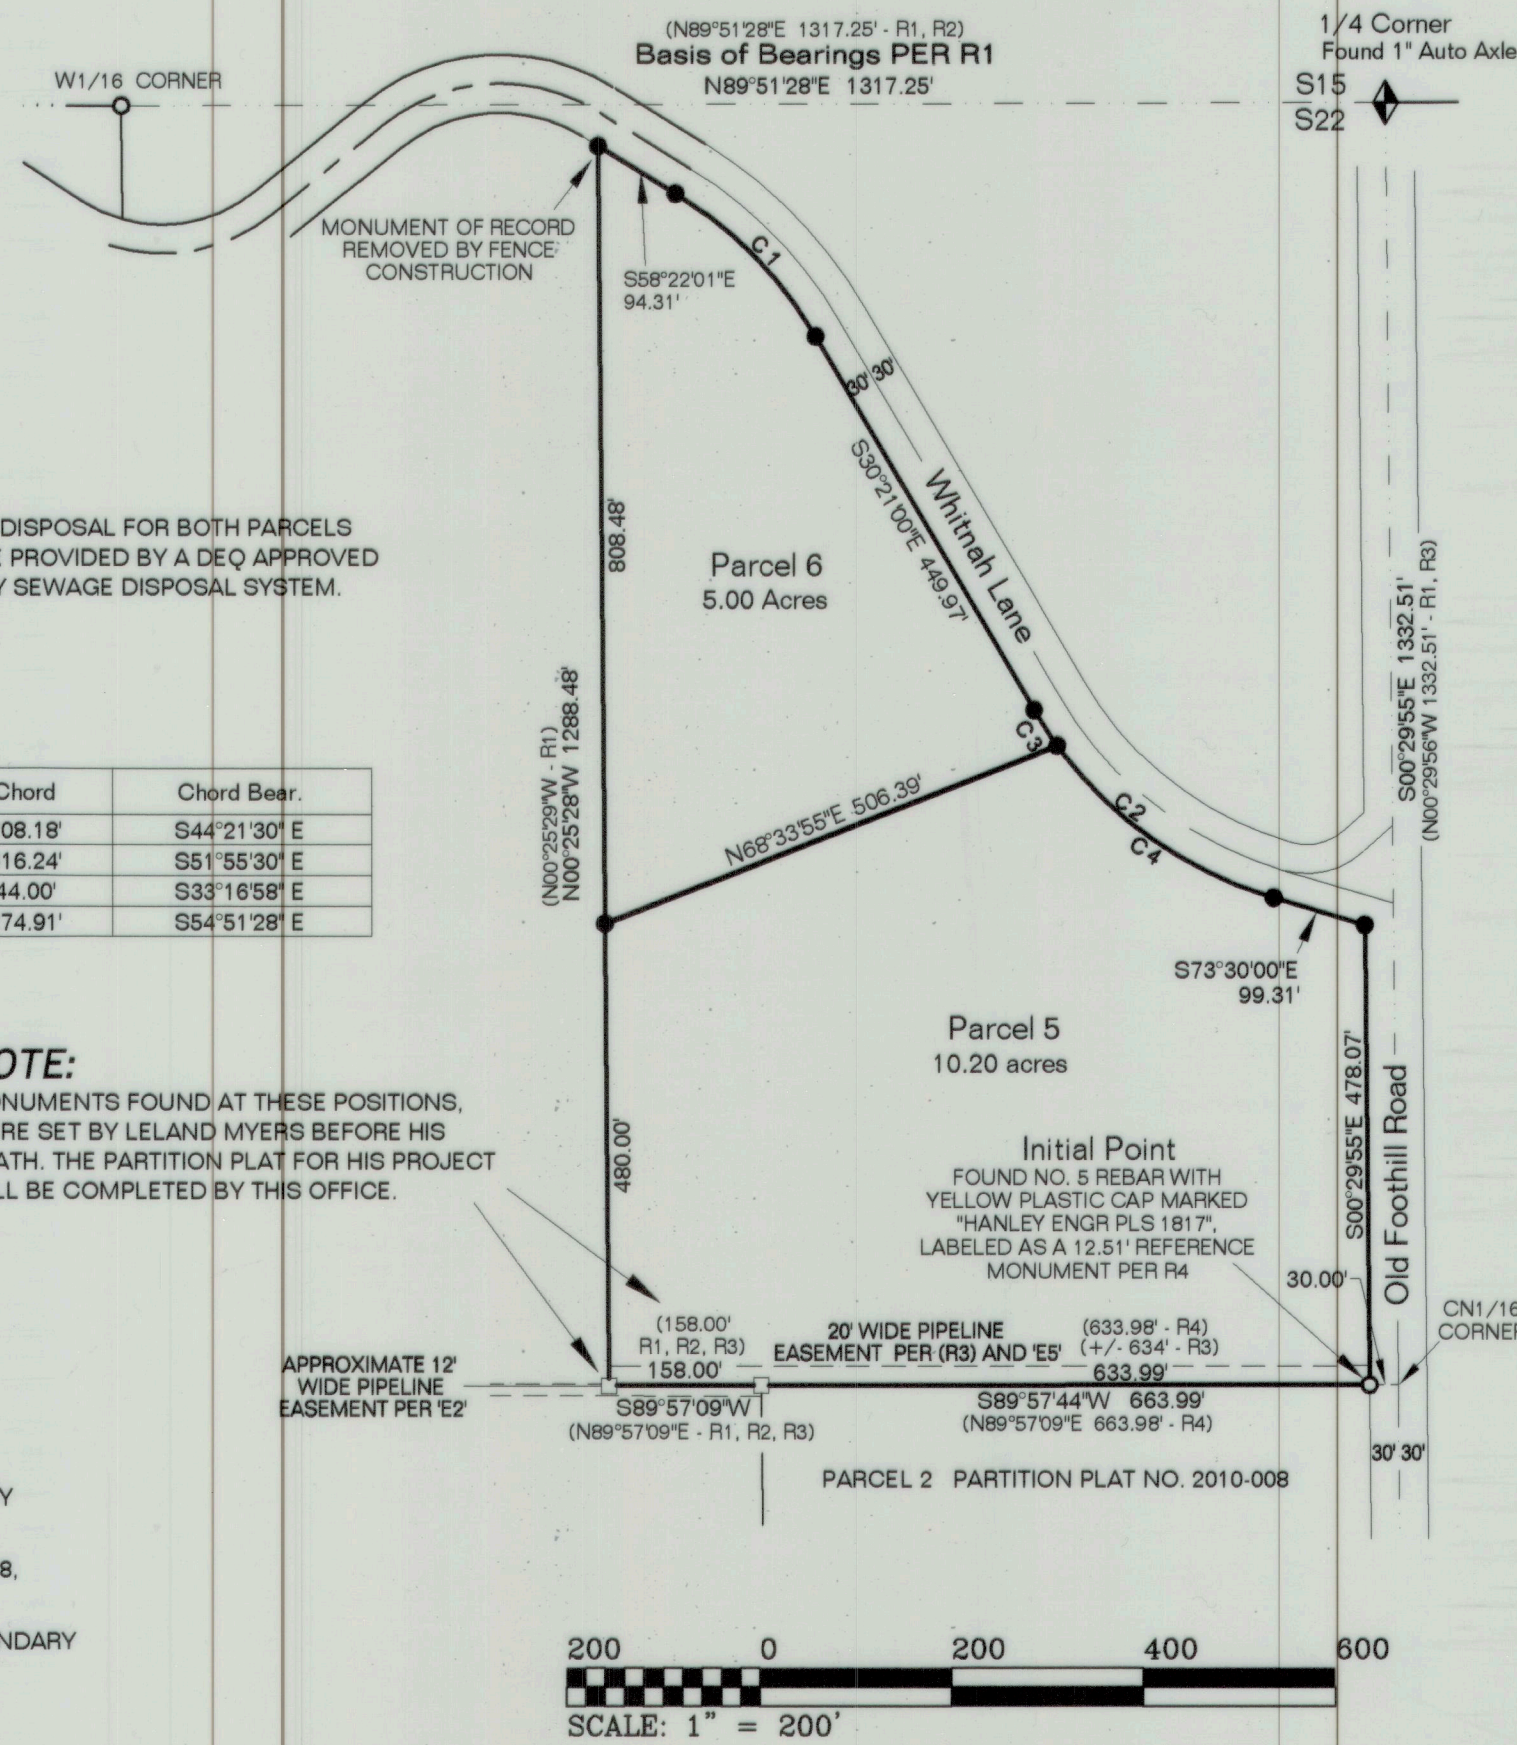 (N89°51'28"E 1317.25' - R1, R2)
Basis of Bearings PER R1
N89°51'28"E 1317.25'
1/4 Corner
Found 1" Auto Axle
S15
S22
W1/16 CORNER
MONUMENT OF RECORD
REMOVED BY FENCE
CONSTRUCTION
S58°22'01"E
94.31'
C1
30' 30'
S30°21'00"E 449.97'
Whitnah Lane
808.48'
Parcel 6
5.00 Acres
DISPOSAL FOR BOTH PARCELS
PROVIDED BY A DEQ APPROVED
SEWAGE DISPOSAL SYSTEM.
S00°29'55"E 1332.51'
(N00°29'56"W 1332.51' - R1, R3)
(N00°25'29"W - R1)
N00°25'28"W 1288.48'
C3
C2
C4
N68°33'55"E 506.39'
Chord Chord Bear.
08.18' S44°21'30" E
16.24' S51°55'30" E
44.00' S33°16'58" E
74.91' S54°51'28" E
S73°30'00"E
99.31'
Parcel 5
10.20 acres
OTE:
ONUMENTS FOUND AT THESE POSITIONS,
RE SET BY LELAND MYERS BEFORE HIS
ATH. THE PARTITION PLAT FOR HIS PROJECT
LL BE COMPLETED BY THIS OFFICE.
480.00'
S00°29'55"E 478.07'
Old Foothill Road
Initial Point
FOUND NO. 5 REBAR WITH
YELLOW PLASTIC CAP MARKED
"HANLEY ENGR PLS 1817",
LABELED AS A 12.51' REFERENCE
MONUMENT PER R4
30.00'
CN1/16
CORNER
(158.00'
R1, R2, R3)
158.00'
20' WIDE PIPELINE
EASEMENT PER (R3) AND 'E5'
(633.98' - R4)
(+/- 634' - R3)
633.99'
APPROXIMATE 12'
WIDE PIPELINE
EASEMENT PER 'E2'
S89°57'09"W
(N89°57'09"E - R1, R2, R3)
S89°57'44"W 663.99'
(N89°57'09"E 663.98' - R4)
30' 30'
PARCEL 2 PARTITION PLAT NO. 2010-008
Y
8,
NDARY
200 0 200 400 600
SCALE: 1" = 200'